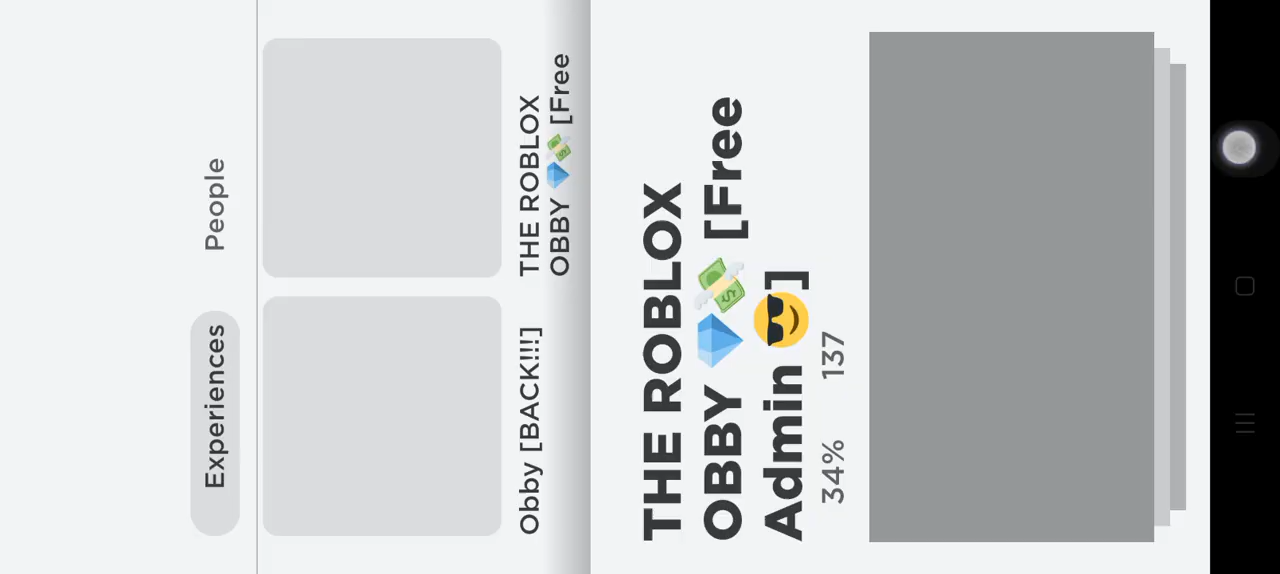 Experiences People
Obby [BACK!!!]
THE ROBLOX
OBBY 💎💸 [Free
THE ROBLOX
OBBY 💎💸 [Free
Admin 😎]
34% 137